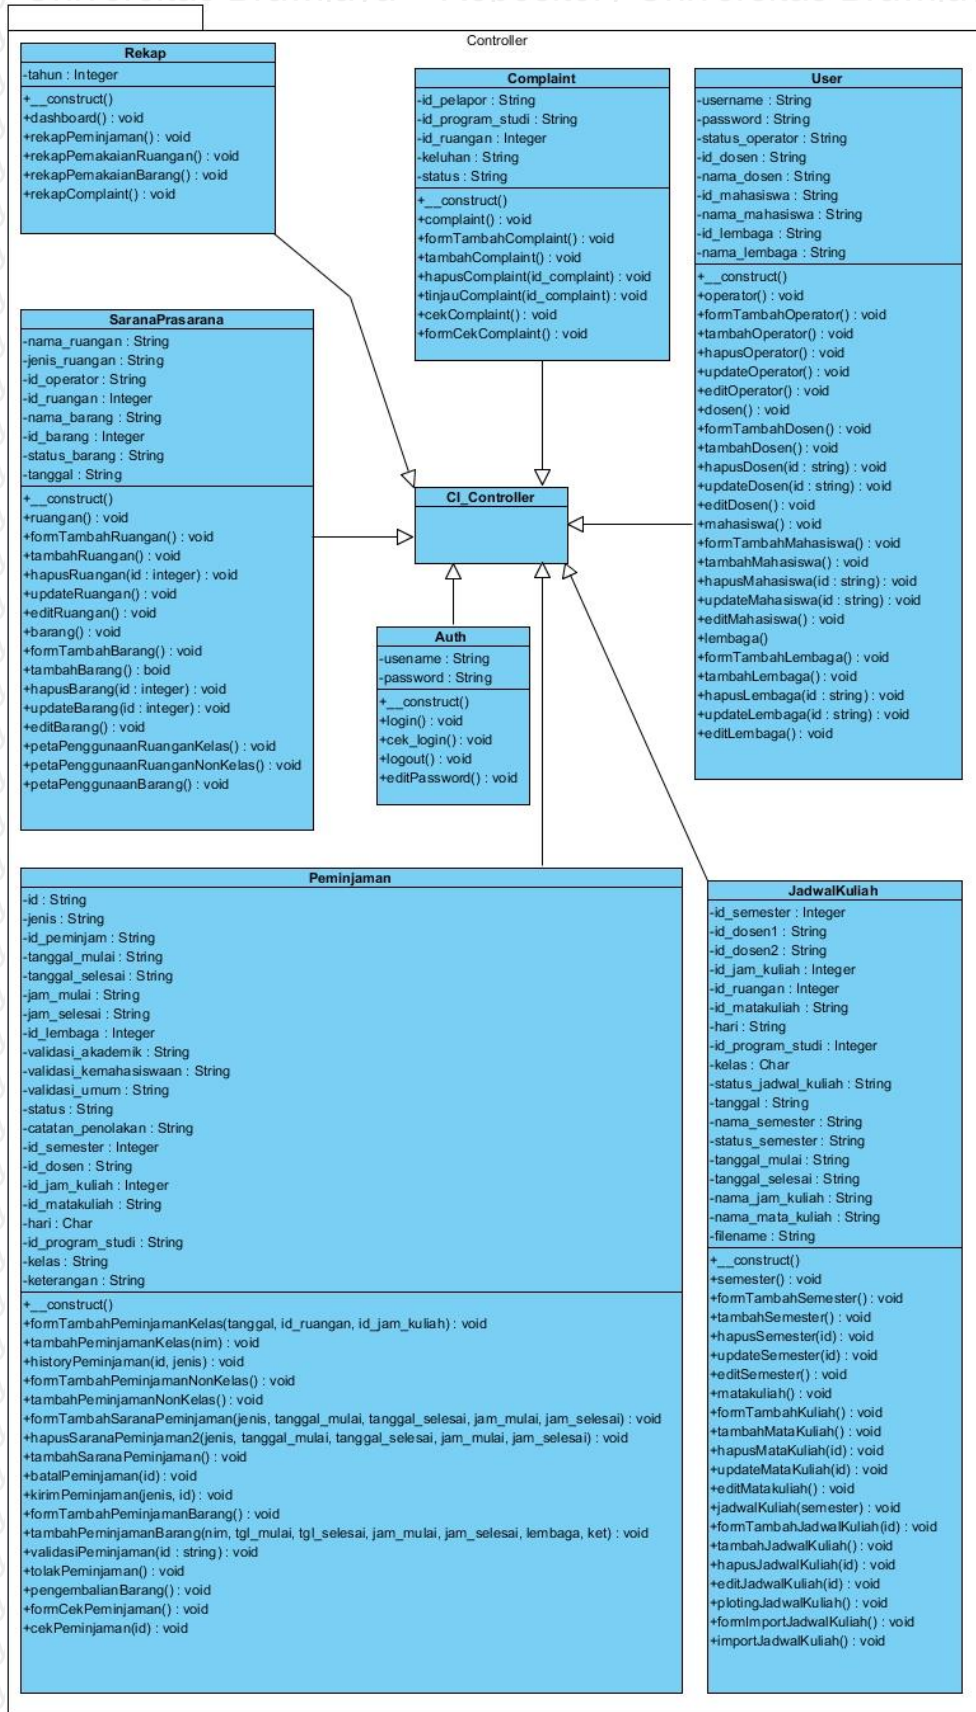 Controller
Rekap
-tahun : Integer
+__construct()
+dashboard() : void
+rekapPeminjaman() : void
+rekapPemakaianRuangan() : void
+rekapPemakaianBarang() : void
+rekapComplaint() : void
Complaint
-id_pelapor : String
-id_program_studi : String
-id_ruangan : Integer
-keluhan : String
-status : String
+__construct()
+complaint() : void
+formTambahComplaint() : void
+tambahComplaint() : void
+hapusComplaint(id_complaint) : void
+tinjauComplaint(id_complaint) : void
+cekComplaint() : void
+formCekComplaint() : void
User
-username : String
-password : String
-status_operator : String
-id_dosen : String
-nama_dosen : String
-id_mahasiswa : String
-nama_mahasiswa : String
-id_lembaga : String
-nama_lembaga : String
+__construct()
+operator() : void
+formTambahOperator() : void
+tambahOperator() : void
+hapusOperator() : void
+updateOperator() : void
+editOperator() : void
+dosen() : void
+formTambahDosen() : void
+tambahDosen() : void
+hapusDosen(id : string) : void
+updateDosen(id : string) : void
+editDosen() : void
+mahasiswa() : void
+formTambahMahasiswa() : void
+tambahMahasiswa() : void
+hapusMahasiswa(id : string) : void
+updateMahasiswa(id : string) : void
+editMahasiswa() : void
+lembaga()
+formTambahLembaga() : void
+tambahLembaga() : void
+hapusLembaga(id : string) : void
+updateLembaga(id : string) : void
+editLembaga() : void
SaranaPrasarana
-nama_ruangan : String
-jenis_ruangan : String
-id_operator : String
-id_ruangan : Integer
-nama_barang : String
-id_barang : Integer
-status_barang : String
-tanggal : String
+__construct()
+ruangan() : void
+formTambahRuangan() : void
+tambahRuangan() : void
+hapusRuangan(id : integer) : void
+updateRuangan() : void
+editRuangan() : void
+barang() : void
+formTambahBarang() : void
+tambahBarang() : boid
+hapusBarang(id : integer) : void
+updateBarang(id : integer) : void
+editBarang() : void
+petaPenggunaanRuanganKelas() : void
+petaPenggunaanRuanganNonKelas() : void
+petaPenggunaanBarang() : void
CI_Controller
Auth
-usename : String
-password : String
+__construct()
+login() : void
+cek_login() : void
+logout() : void
+editPassword() : void
Peminjaman
-id : String
-jenis : String
-id_peminjam : String
-tanggal_mulai : String
-tanggal_selesai : String
-jam_mulai : String
-jam_selesai : String
-id_lembaga : Integer
-validasi_akademik : String
-validasi_kemahasiswaan : String
-validasi_umum : String
-status : String
-catatan_penolakan : String
-id_semester : Integer
-id_dosen : String
-id_jam_kuliah : Integer
-id_matakuliah : String
-hari : Char
-id_program_studi : String
-kelas : String
-keterangan : String
+__construct()
+formTambahPeminjamanKelas(tanggal, id_ruangan, id_jam_kuliah) : void
+tambahPeminjamanKelas(nim) : void
+historyPeminjaman(id, jenis) : void
+formTambahPeminjamanNonKelas() : void
+tambahPeminjamanNonKelas() : void
+formTambahSaranaPeminjaman(jenis, tanggal_mulai, tanggal_selesai, jam_mulai, jam_selesai) : void
+hapusSaranaPeminjaman2(jenis, tanggal_mulai, tanggal_selesai, jam_mulai, jam_selesai) : void
+tambahSaranaPeminjaman() : void
+batalPeminjaman(id) : void
+kirimPeminjaman(jenis, id) : void
+formTambahPeminjamanBarang() : void
+tambahPeminjamanBarang(nim, tgl_mulai, tgl_selesai, jam_mulai, jam_selesai, lembaga, ket) : void
+validasiPeminjaman(id : string) : void
+tolakPeminjaman() : void
+pengembalianBarang() : void
+formCekPeminjaman() : void
+cekPeminjaman(id) : void
JadwalKuliah
-id_semester : Integer
-id_dosen1 : String
-id_dosen2 : String
-id_jam_kuliah : Integer
-id_ruangan : Integer
-id_matakuliah : String
-hari : String
-id_program_studi : Integer
-kelas : Char
-status_jadwal_kuliah : String
-tanggal : String
-nama_semester : String
-status_semester : String
-tanggal_mulai : String
-tanggal_selesai : String
-nama_jam_kuliah : String
-nama_mata_kuliah : String
-filename : String
+__construct()
+semester() : void
+formTambahSemester() : void
+tambahSemester() : void
+hapusSemester(id) : void
+updateSemester(id) : void
+editSemester() : void
+matakuliah() : void
+formTambahKuliah() : void
+tambahMataKuliah() : void
+hapusMataKuliah(id) : void
+updateMataKuliah(id) : void
+editMatakuliah() : void
+jadwalKuliah(semester) : void
+formTambahJadwalKuliah(id) : void
+tambahJadwalKuliah() : void
+hapusJadwalKuliah(id) : void
+editJadwalKuliah(id) : void
+plotingJadwalKuliah() : void
+formImportJadwalKuliah() : void
+importJadwalKuliah() : void